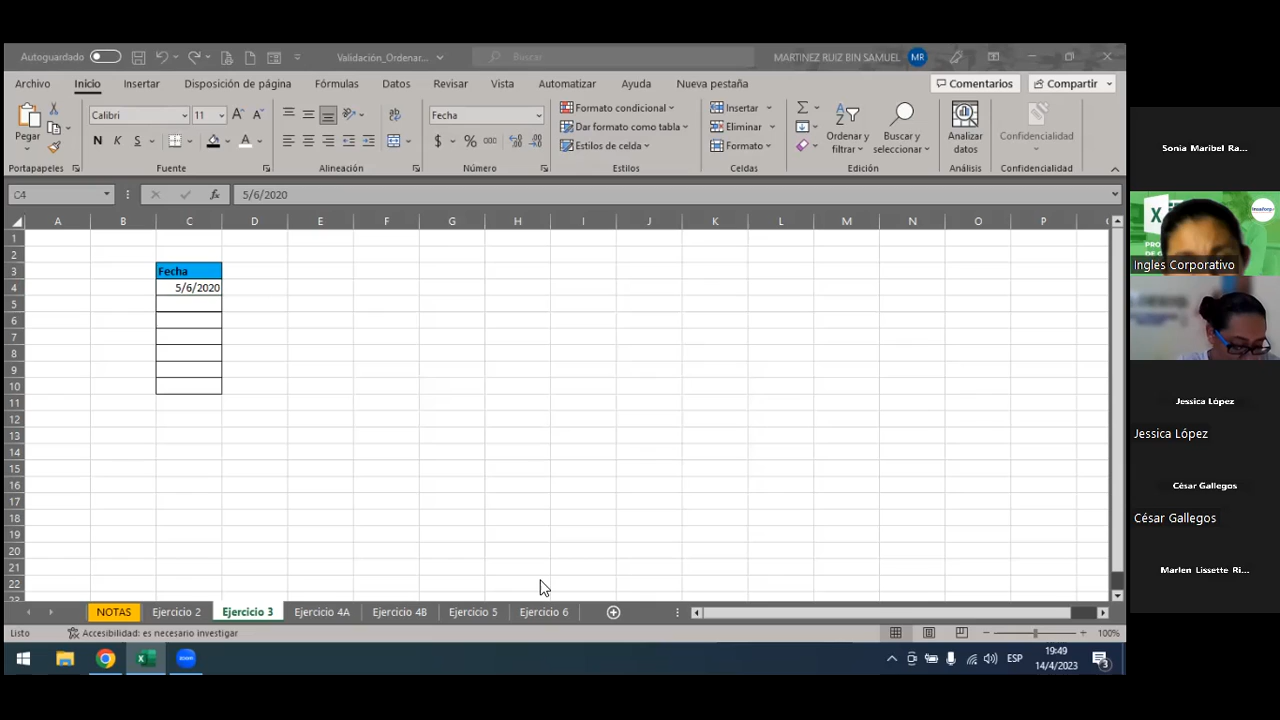 Autoguardado
Validación_Ordenar...
Buscar
MARTINEZ RUIZ BIN SAMUEL MR
Archivo Inicio Insertar Disposición de página Fórmulas Datos Revisar Vista Automatizar Ayuda Nueva pestaña Comentarios Compartir
Pegar
Portapapeles
Calibri 11
N K S
Fuente
Alineación
Fecha
$ % 000
Número
Formato condicional
Dar formato como tabla
Estilos de celda
Estilos
Insertar
Eliminar
Formato
Celdas
Ordenar y
filtrar
Buscar y
seleccionar
Edición
Analizar
datos
Análisis
Confidencialidad
Confidencialidad
C4 fx 5/6/2020
A B C D E F G H I J K L M N O P
1
2
3 Fecha
4 5/6/2020
5
6
7
8
9
10
11
12
13
14
15
16
17
18
19
20
21
22
NOTAS Ejercicio 2 Ejercicio 3 Ejercicio 4A Ejercicio 4B Ejercicio 5 Ejercicio 6
Listo Accesibilidad: es necesario investigar 100%
zoom
ESP
19:49
14/4/2023
3
Sonia Maribel Ra...
Ingles Corporativo
Jessica López
Jessica López
César Gallegos
César Gallegos
Marlen Lissette Ri...